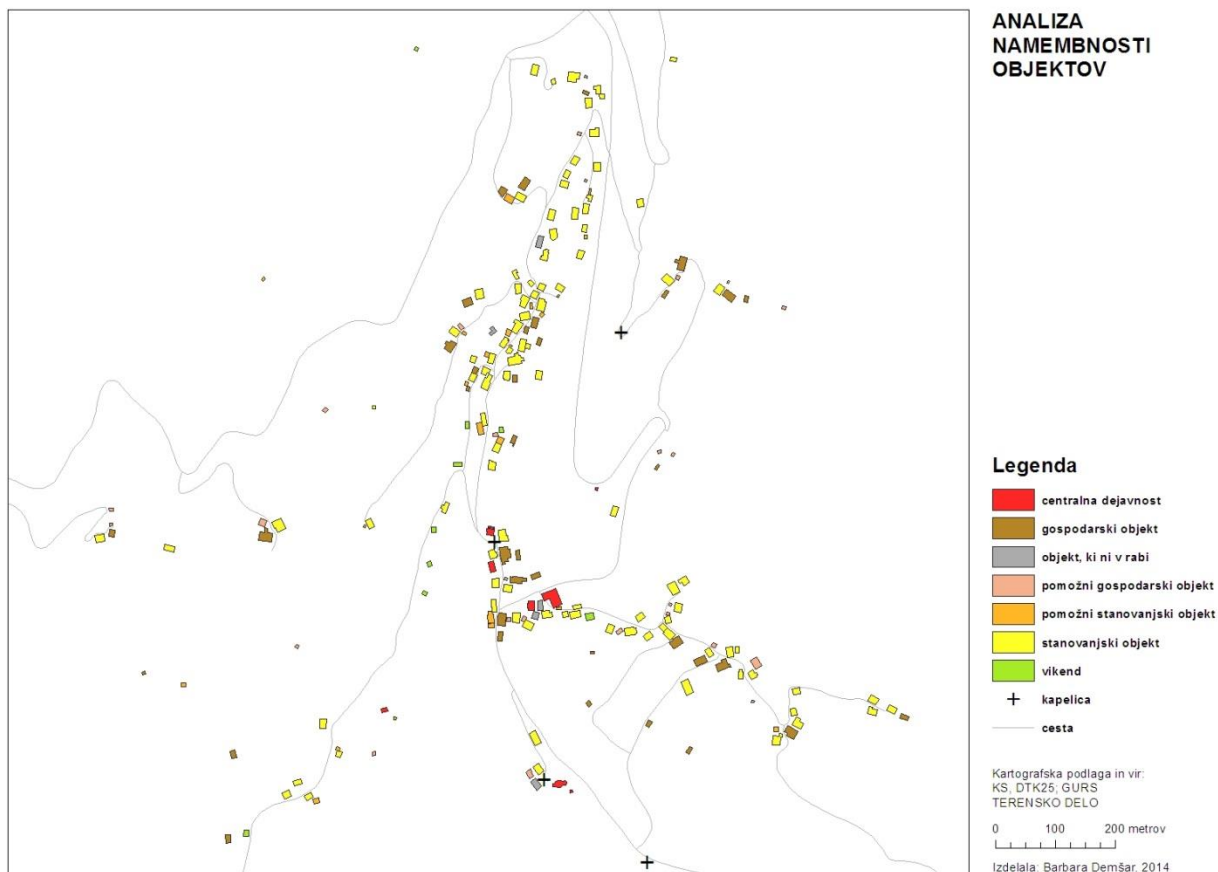 ANALIZA
NAMEMBNOSTI
OBJEKTOV
Legenda
centralna dejavnost
gospodarski objekt
objekt, ki ni v rabi
pomožni gospodarski objekt
pomožni stanovanjski objekt
stanovanjski objekt
vikend
kapelica
cesta
Kartografska podlaga in vir:
KS, DTK25; GURS
TERENSKO DELO
0 100 200 metrov
Izdelala: Barbara Demšar, 2014